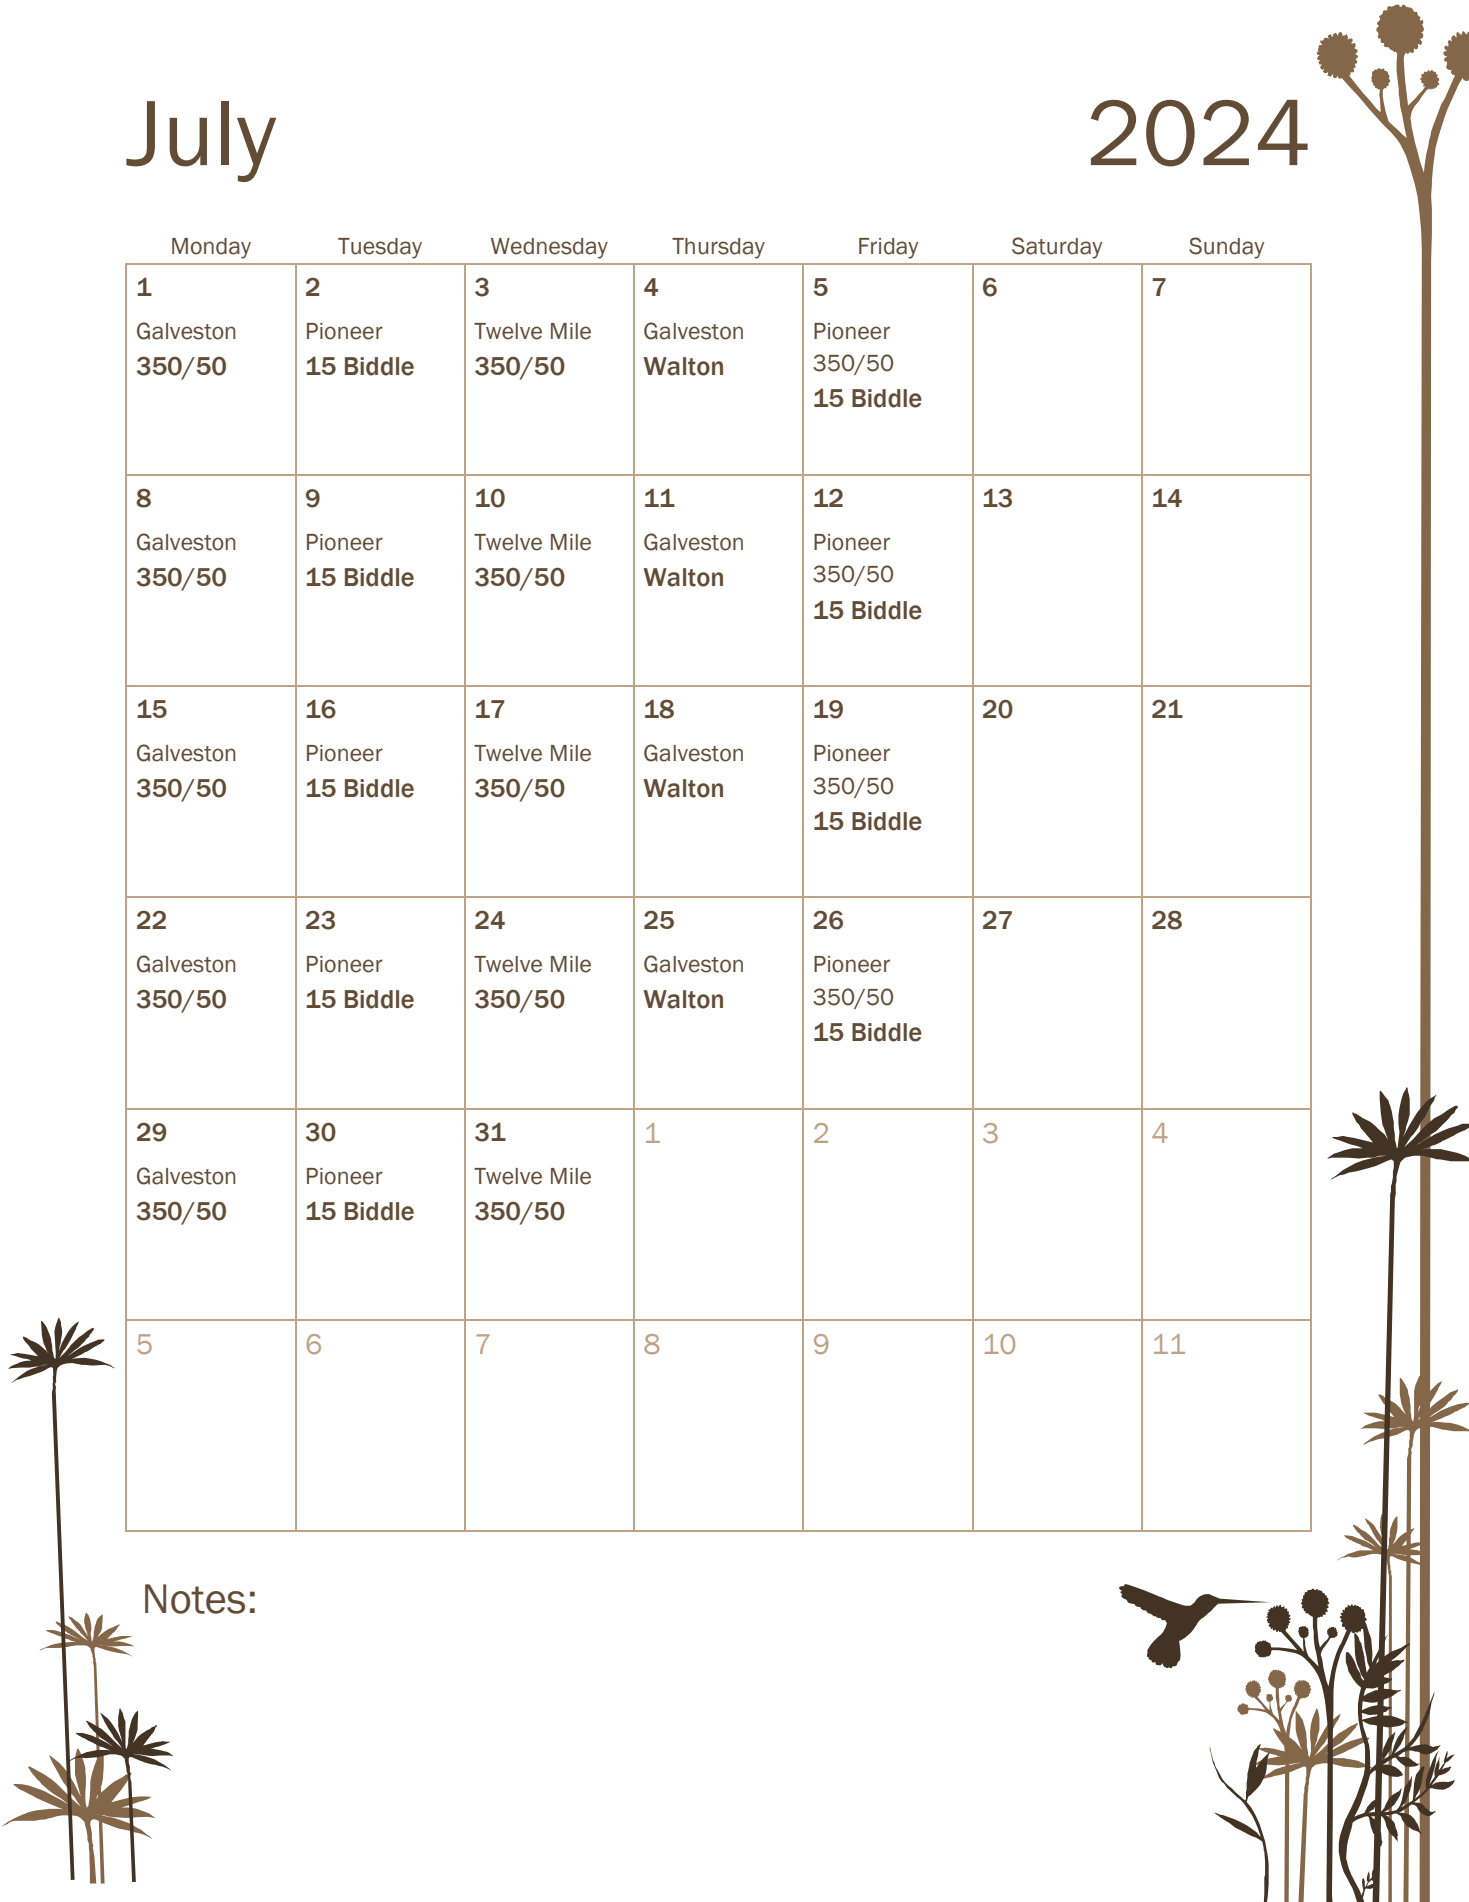 July 2024
Monday Tuesday Wednesday Thursday Friday Saturday Sunday
1 2 3 4 5 6 7
Galveston Pioneer Twelve Mile Galveston Pioneer
350/50 15 Biddle 350/50 Walton 350/50
15 Biddle
8 9 10 11 12 13 14
Galveston Pioneer Twelve Mile Galveston Pioneer
350/50 15 Biddle 350/50 Walton 350/50
15 Biddle
15 16 17 18 19 20 21
Galveston Pioneer Twelve Mile Galveston Pioneer
350/50 15 Biddle 350/50 Walton 350/50
15 Biddle
22 23 24 25 26 27 28
Galveston Pioneer Twelve Mile Galveston Pioneer
350/50 15 Biddle 350/50 Walton 350/50
15 Biddle
29 30 31 1 2 3 4
Galveston Pioneer Twelve Mile
350/50 15 Biddle 350/50
5 6 7 8 9 10 11
Notes: